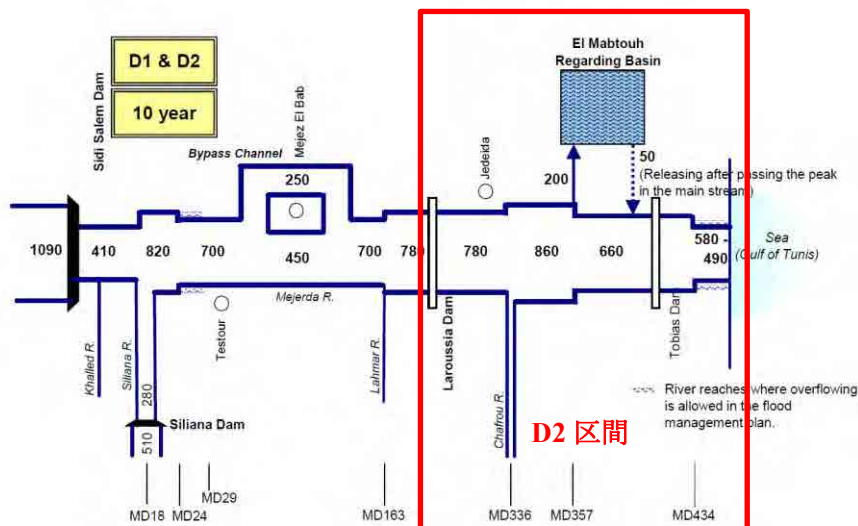 D1 & D2
10 year
Sidi Salem Dam
Mejez El Bab
Bypass Channel
250
El Mabtouh
Regarding Basin
Jedeida
200
50
(Releasing after passing the peak
in the main stream)
1090
410
820
700
450
700
780
780
860
660
580 -
490
Sea
(Gulf of Tunis)
Mejerda R.
Khalled R.
Siliana R.
280
Testour
Lahmar R.
Laroussia Dam
Chafrou R.
Tobias Dam
River reaches where overflowing
is allowed in the flood
management plan.
Siliana Dam
510
D2 区間
MD18
MD24
MD29
MD163
MD336
MD357
MD434